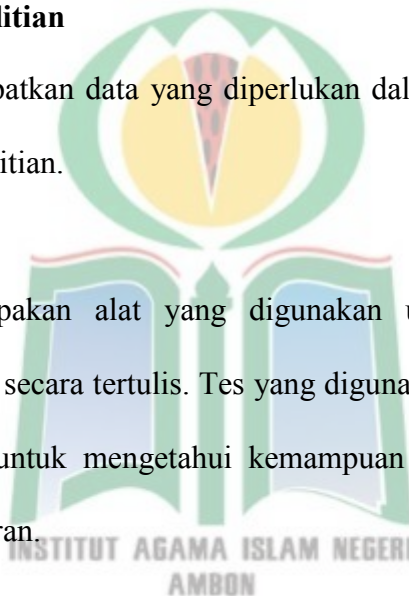 litian
patkan data yang diperlukan dal
itian.
pakan alat yang digunakan u
secara tertulis. Tes yang diguna
untuk mengetahui kemampuan
ran.
INSTITUT AGAMA ISLAM NEGERI
AMBON